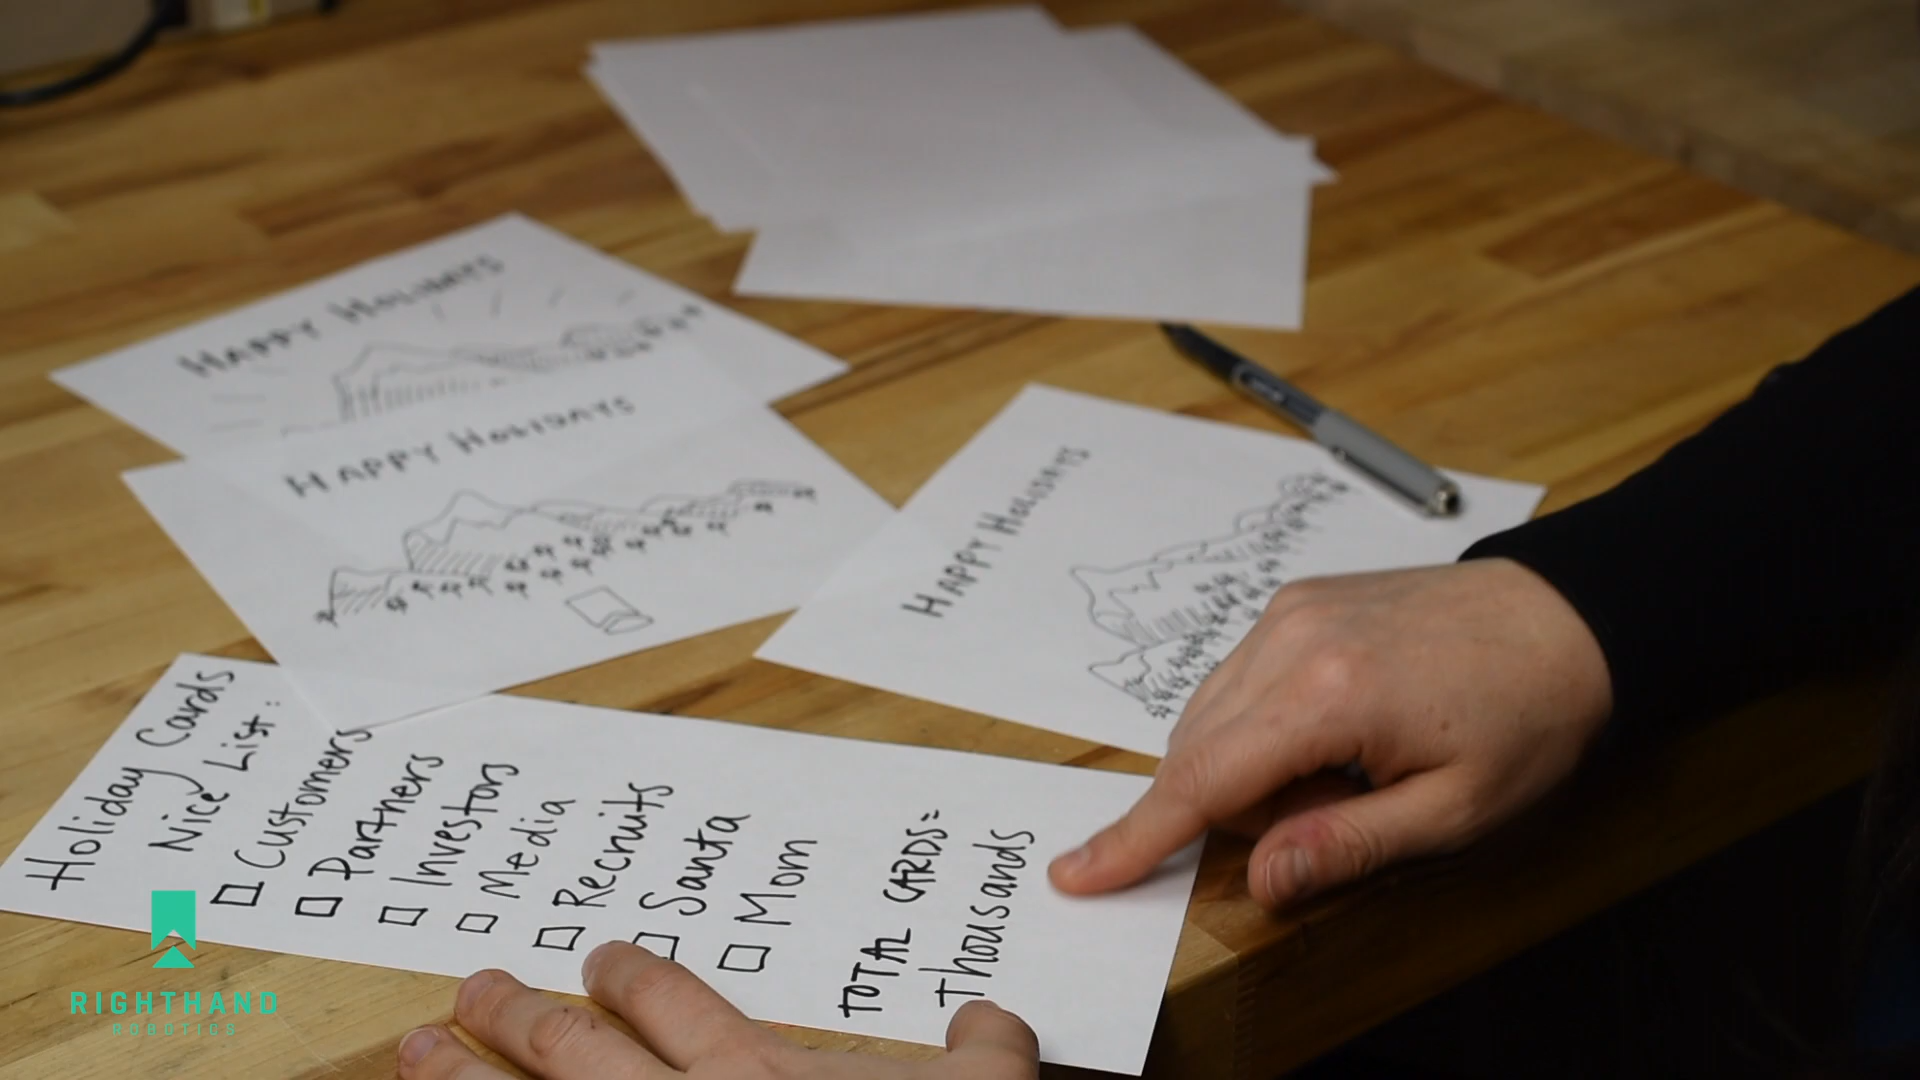 HAPPY HOLIDAYS
HAPPY HOLIDAYS
HAPPY HOLIDAYS
Holiday Cards
Nice List:
Customers
Partners
Investors
Media
Recruits
Santa
Mom
TOTAL CARDS=
Thousands
RIGHTHAND
ROBOTICS